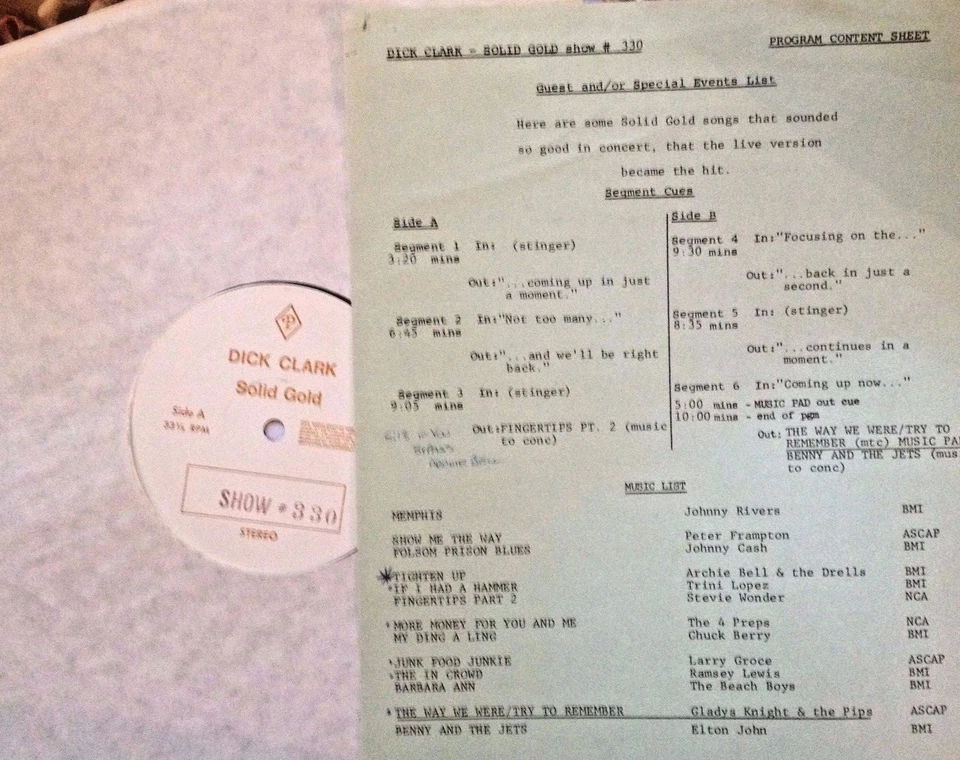 DICK CLARK
Solid Gold
Side A
33⅓ RPM
SHOW # 330
STEREO
DICK CLARK - SOLID GOLD show # 330
PROGRAM CONTENT SHEET
Guest and/or Special Events List
Here are some Solid Gold songs that sounded
so good in concert, that the live version
became the hit.
Segment Cues
Side A
Segment 1 In: (stinger)
3:20 mins
Out:"...coming up in just
a moment."
Segment 2 In:"Not too many..."
6:45 mins
Out:"...and we'll be right
back."
Segment 3 In: (stinger)
9:05 mins
Out:FINGERTIPS PT. 2 (music
to conc)
Side B
Segment 4 In:"Focusing on the..."
9:30 mins
Out:"...back in just a
second."
Segment 5 In: (stinger)
8:35 mins
Out:"...continues in a
moment."
Segment 6 In:"Coming up now..."
5:00 mins - MUSIC PAD out cue
10:00 mins - end of pgm
Out: THE WAY WE WERE/TRY TO
REMEMBER (mtc) MUSIC PA
BENNY AND THE JETS (mus
to conc)
MUSIC LIST
MEMPHIS Johnny Rivers BMI
SHOW ME THE WAY Peter Frampton ASCAP
FOLSOM PRISON BLUES Johnny Cash BMI
*TIGHTEN UP Archie Bell & the Drells BMI
*IF I HAD A HAMMER Trini Lopez BMI
FINGERTIPS PART 2 Stevie Wonder NCA
*MORE MONEY FOR YOU AND ME The 4 Preps NCA
MY DING A LING Chuck Berry BMI
*JUNK FOOD JUNKIE Larry Groce ASCAP
*THE IN CROWD Ramsey Lewis BMI
BARBARA ANN The Beach Boys BMI
*THE WAY WE WERE/TRY TO REMEMBER Gladys Knight & the Pips ASCAP
BENNY AND THE JETS Elton John BMI